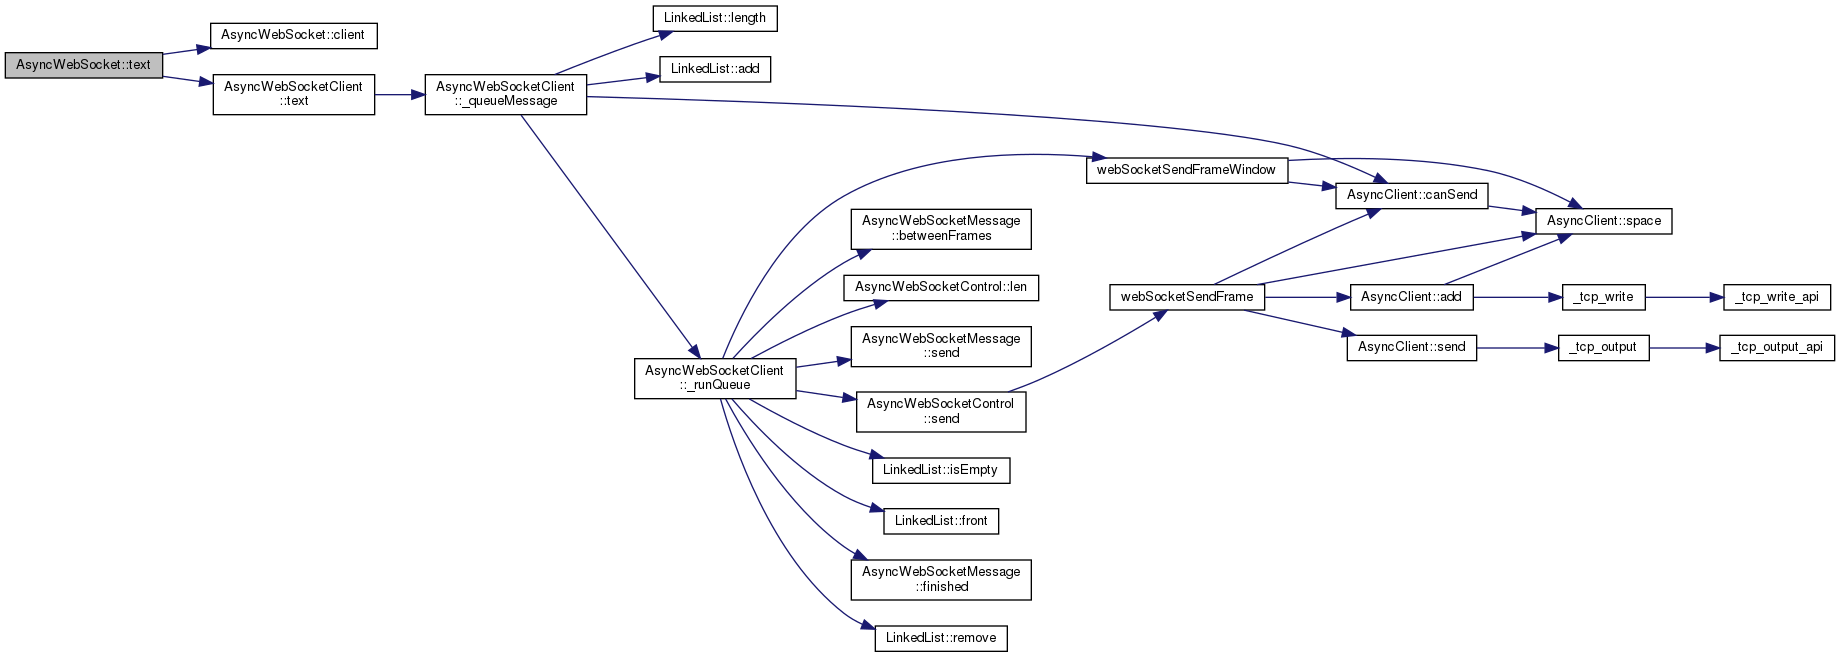 AsyncWebSocket::text
AsyncWebSocket::client
AsyncWebSocketClient
::text
AsyncWebSocketClient
::_queueMessage
LinkedList::length
LinkedList::add
AsyncWebSocketClient
::_runQueue
webSocketSendFrameWindow
AsyncWebSocketMessage
::betweenFrames
AsyncWebSocketControl::len
AsyncWebSocketMessage
::send
AsyncWebSocketControl
::send
LinkedList::isEmpty
LinkedList::front
AsyncWebSocketMessage
::finished
LinkedList::remove
webSocketSendFrame
AsyncClient::canSend
AsyncClient::space
AsyncClient::add
AsyncClient::send
_tcp_write
_tcp_write_api
_tcp_output
_tcp_output_api